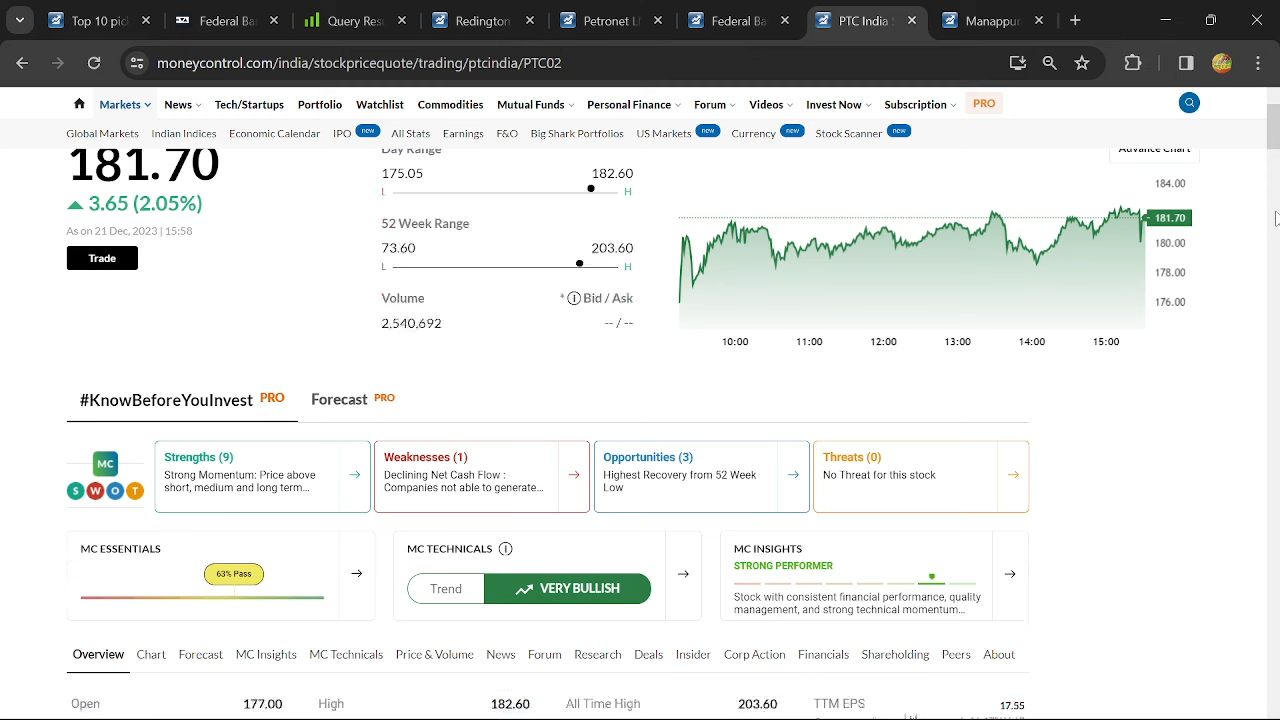 Top 10
Federal Ba
Query Res
Redington
Petronet L
Federal Ba
PTC India
Manappur
moneycontrol.com/india/stockpricequote/trading/ptcindia/PTC02
Markets News Tech/Startups Portfolio Watchlist Commodities Mutual Funds Personal Finance Forum Videos Invest Now Subscription PRO
Global Markets Indian Indices Economic Calendar IPO new All Stats Earnings F&O Big Shark Portfolios US Markets new Currency new Stock Scanner new
181.70
3.65 (2.05%)
As on 21 Dec, 2023 | 15:58
Trade
Day Range
175.05 182.60
L H
52 Week Range
73.60 203.60
L H
Volume Bid / Ask
2,540,692 -- / --
Advance Chart
184.00
181.70
180.00
178.00
176.00
10:00 11:00 12:00 13:00 14:00 15:00
#KnowBeforeYouInvest PRO Forecast PRO
MC
S W O T
Strengths (9)
Strong Momentum: Price above
short, medium and long term...
Weaknesses (1)
Declining Net Cash Flow :
Companies not able to generate...
Opportunities (3)
Highest Recovery from 52 Week
Low
Threats (0)
No Threat for this stock
MC ESSENTIALS
63% Pass
MC TECHNICALS
Trend VERY BULLISH
MC INSIGHTS
STRONG PERFORMER
Stock with consistent financial performance, quality
management, and strong technical momentum...
Overview Chart Forecast MC Insights MC Technicals Price & Volume News Forum Research Deals Insider Corp Action Financials Shareholding Peers About
Open 177.00 High 182.60 All Time High 203.60 TTM EPS 17.55